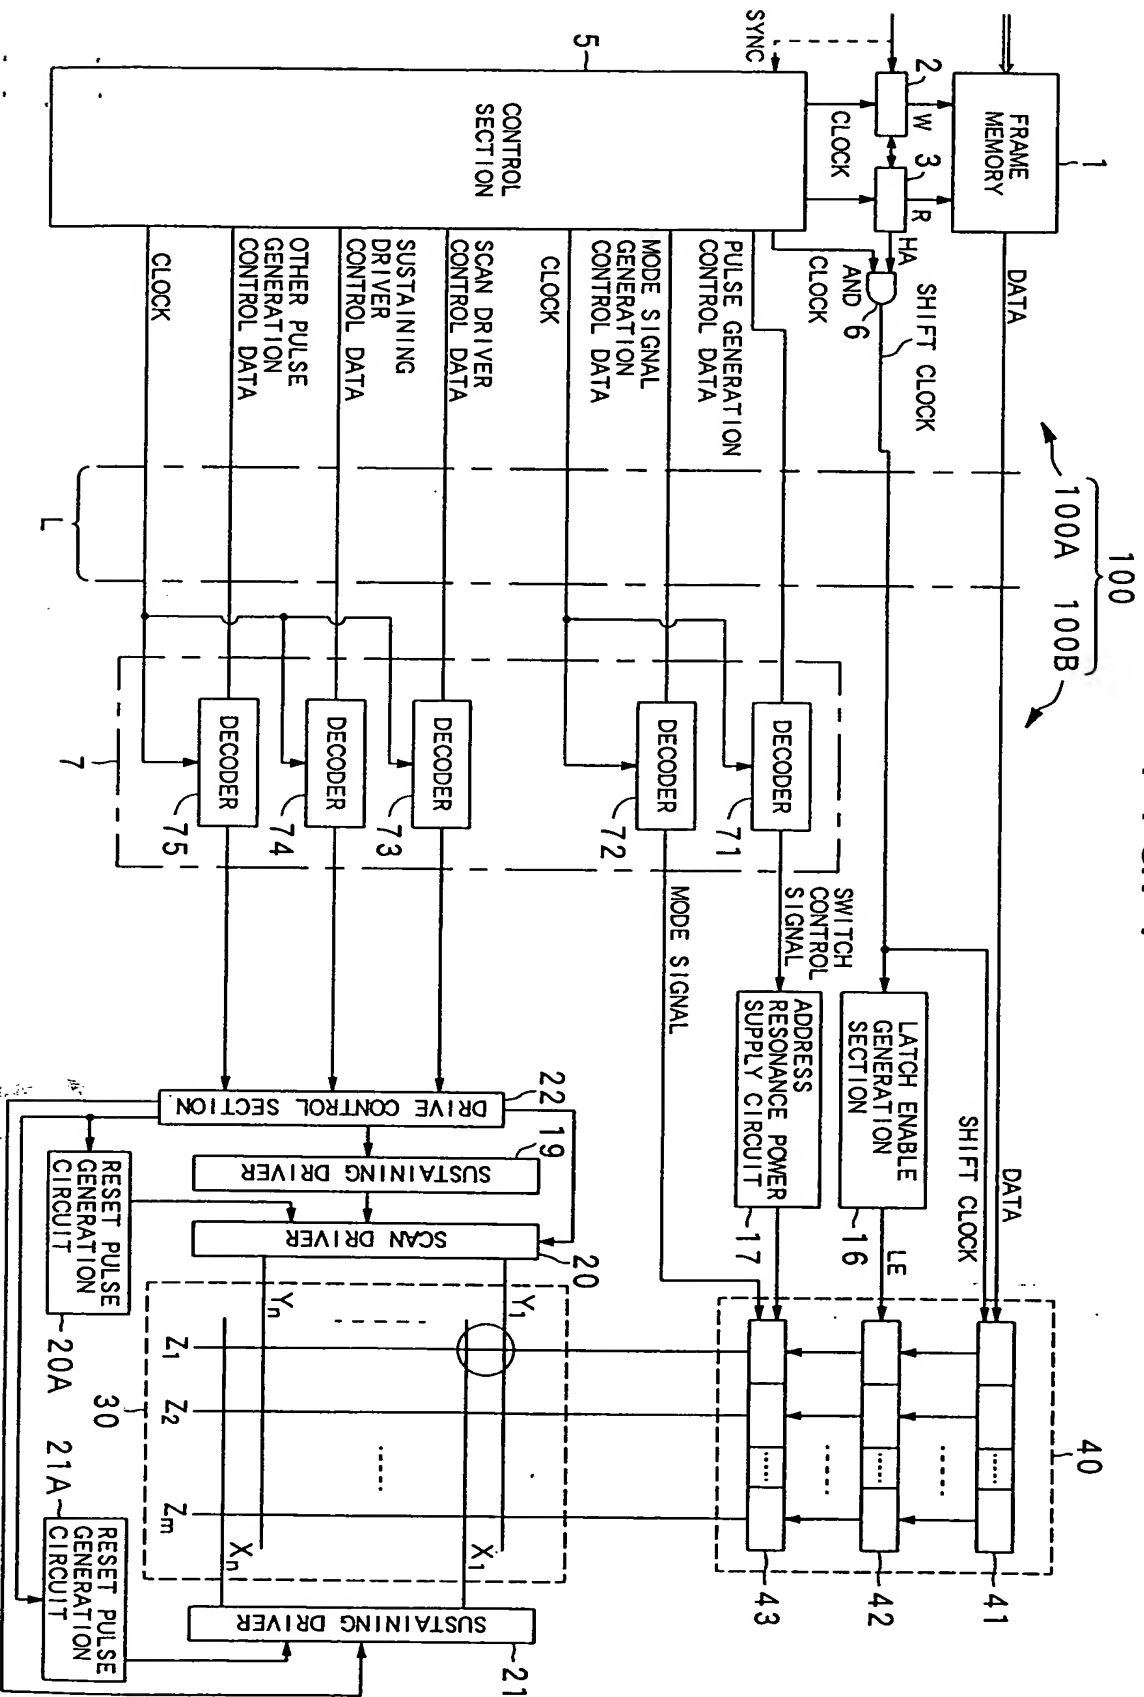 100
100A 100B
1
FRAME
MEMORY
DATA
DATA
2
W
3
R
HA
SHIFT CLOCK
SHIFT CLOCK
AND 6
SYNC
CLOCK
CLOCK
5
CONTROL
SECTION
PULSE GENERATION
CONTROL DATA
MODE SIGNAL
GENERATION
CONTROL DATA
CLOCK
SCAN DRIVER
CONTROL DATA
SUSTAINING
DRIVER
CONTROL DATA
OTHER PULSE
GENERATION
CONTROL DATA
CLOCK
L
7
DECODER
71
DECODER
72
DECODER
73
DECODER
74
DECODER
75
SWITCH
CONTROL
SIGNAL
MODE SIGNAL
LATCH ENABLE
GENERATION
SECTION
16
LE
ADDRESS
RESONANCE POWER
SUPPLY CIRCUIT
17
40
41
42
43
22
DRIVE CONTROL SECTION
19
SUSTAINING DRIVER
20
SCAN DRIVER
RESET PULSE
GENERATION
CIRCUIT
20A
Y1
Yn
X1
Xn
Z1
Z2
Zm
30
21
SUSTAINING DRIVER
21A
RESET PULSE
GENERATION
CIRCUIT